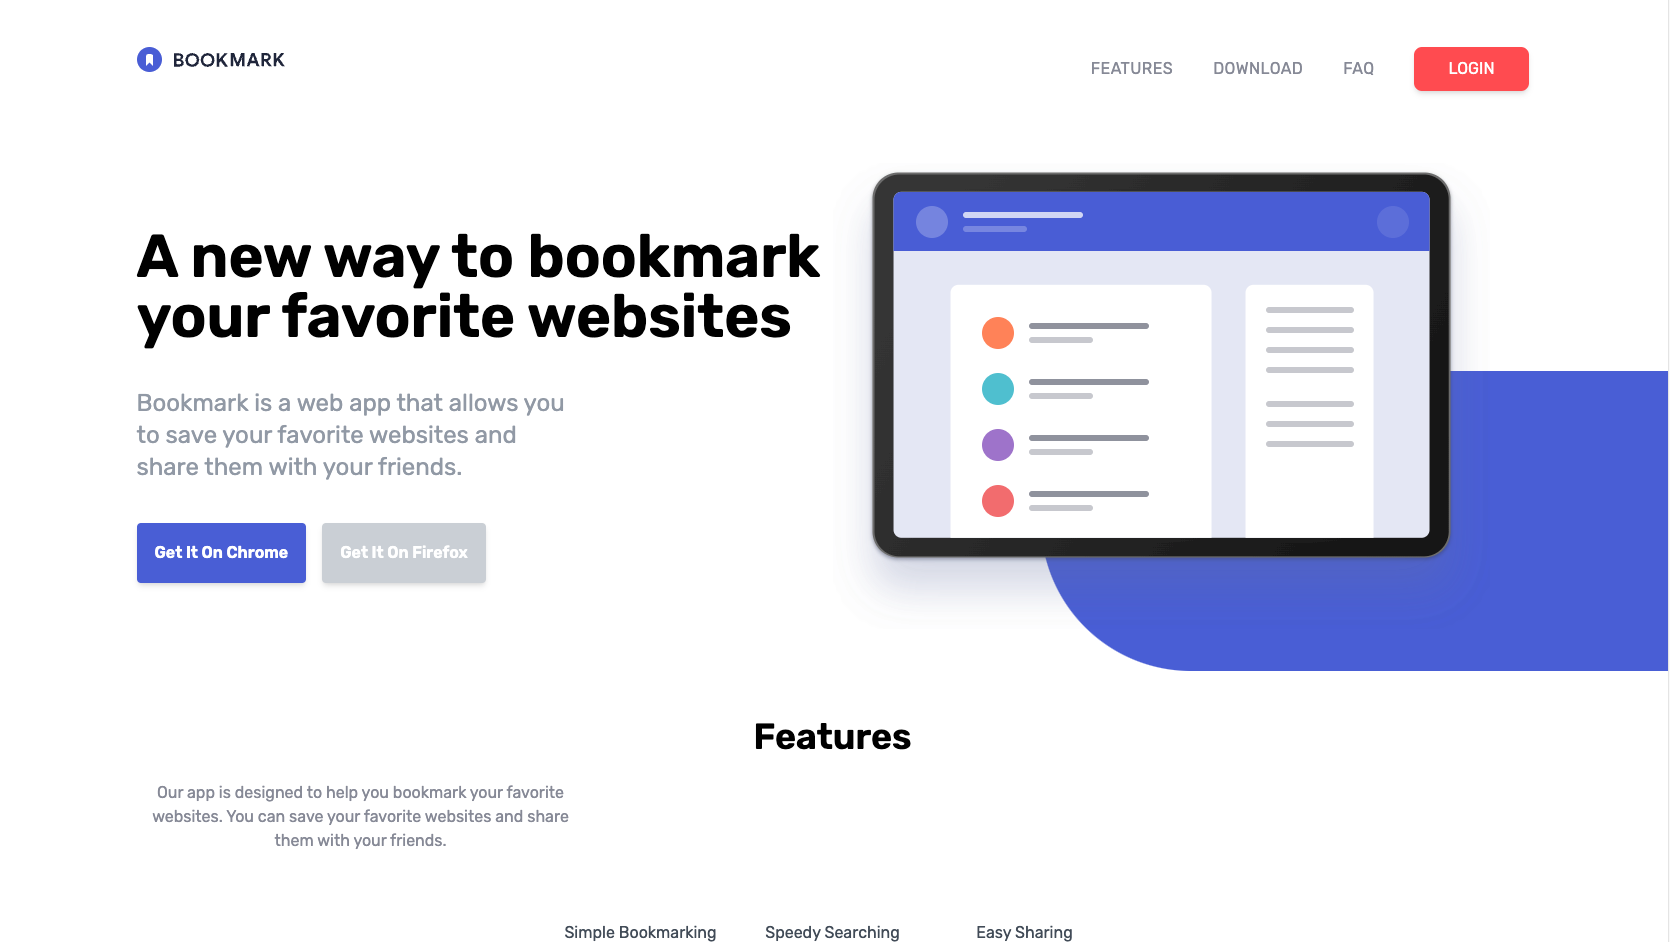 BOOKMARK
FEATURES DOWNLOAD FAQ LOGIN
A new way to bookmark
your favorite websites
Bookmark is a web app that allows you
to save your favorite websites and
share them with your friends.
Get It On Chrome Get It On Firefox
Features
Our app is designed to help you bookmark your favorite
websites. You can save your favorite websites and share
them with your friends.
Simple Bookmarking Speedy Searching Easy Sharing